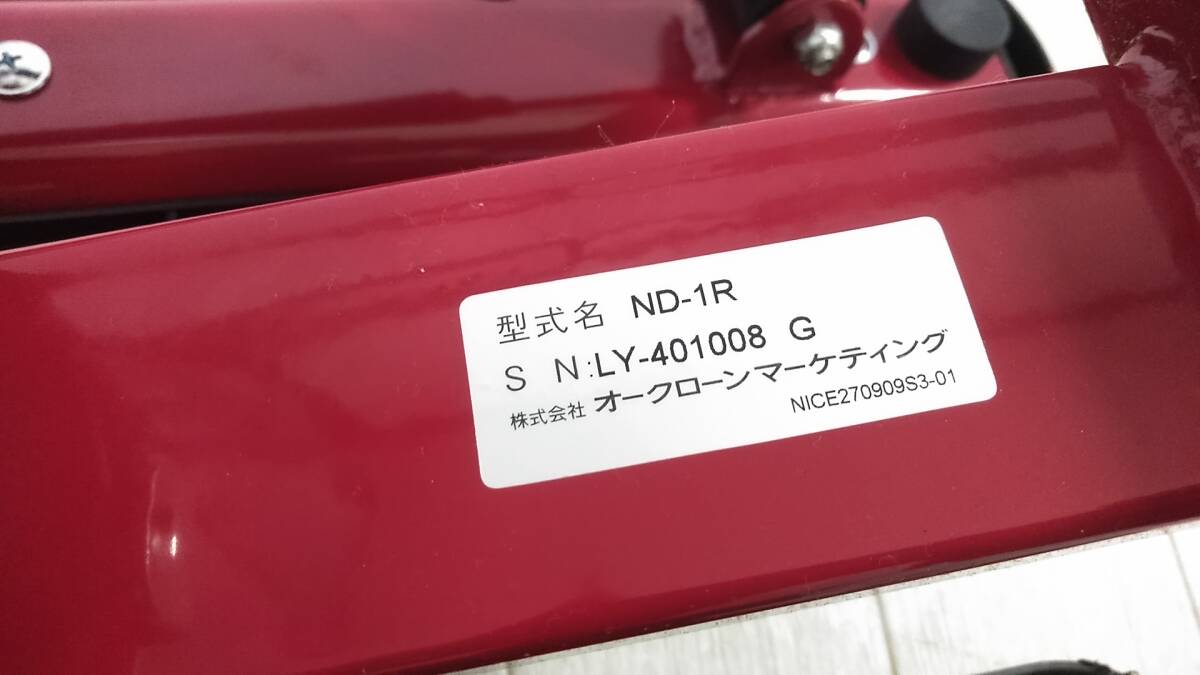 型式名 ND-1R
S N:LY-401008 G
株式会社 オークローンマーケティング
NICE270909S3-01